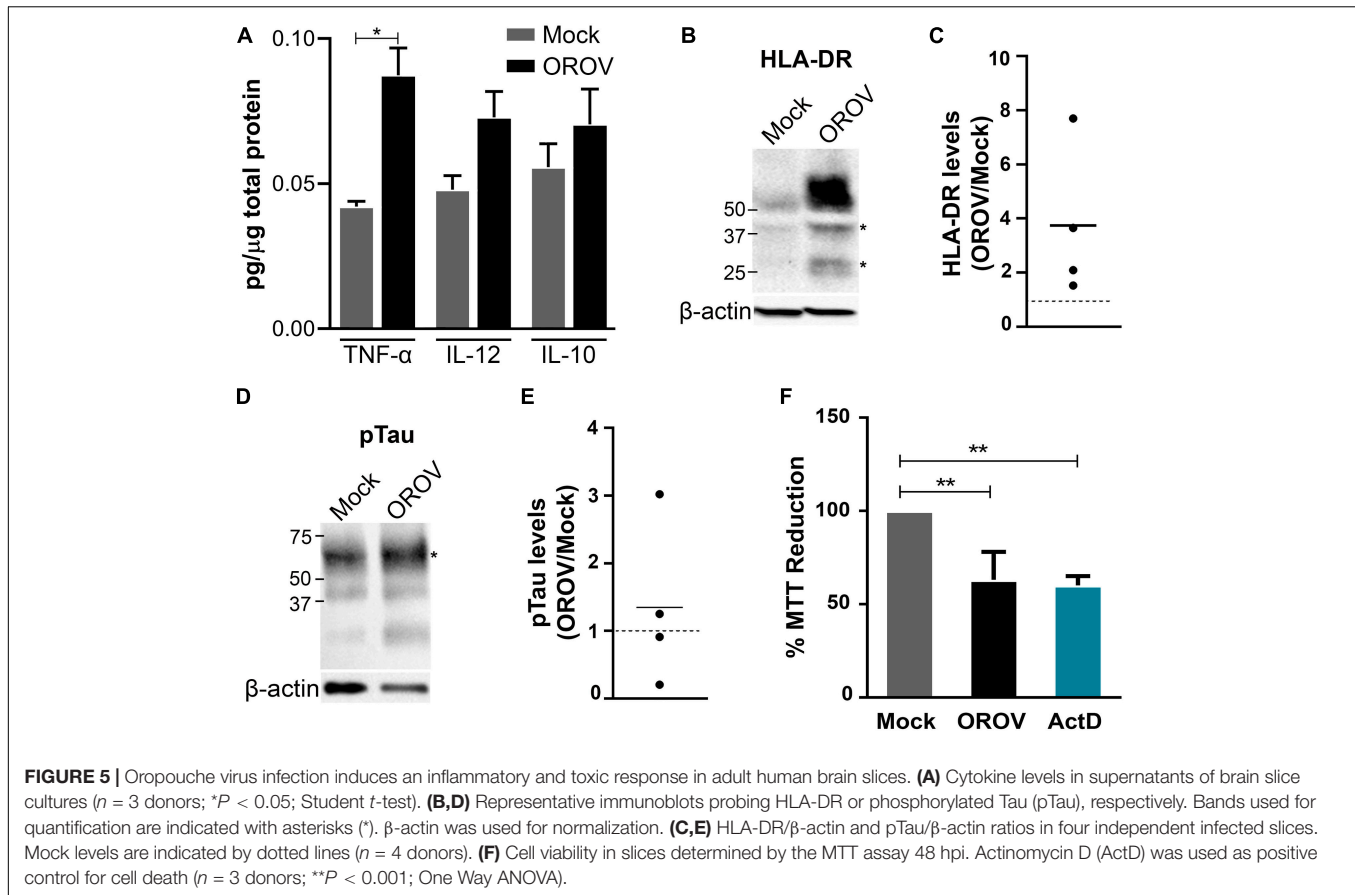 A
0.10
0.05
0.00
pg/μg total protein
*
Mock
OROV
TNF-α
IL-12
IL-10
B
HLA-DR
Mock
OROV
50
37
25
*
*
β-actin
C
HLA-DR levels
(OROV/Mock)
10
8
6
4
2
0
D
pTau
Mock
OROV
75
50
37
*
β-actin
E
pTau levels
(OROV/Mock)
4
3
2
1
0
F
% MTT Reduction
150
100
50
0
**
**
Mock
OROV
ActD
FIGURE 5 | Oropouche virus infection induces an inflammatory and toxic response in adult human brain slices. (A) Cytokine levels in supernatants of brain slice
cultures (n = 3 donors; *P < 0.05; Student t-test). (B,D) Representative immunoblots probing HLA-DR or phosphorylated Tau (pTau), respectively. Bands used for
quantification are indicated with asterisks (*). β-actin was used for normalization. (C,E) HLA-DR/β-actin and pTau/β-actin ratios in four independent infected slices.
Mock levels are indicated by dotted lines (n = 4 donors). (F) Cell viability in slices determined by the MTT assay 48 hpi. Actinomycin D (ActD) was used as positive
control for cell death (n = 3 donors; **P < 0.001; One Way ANOVA).